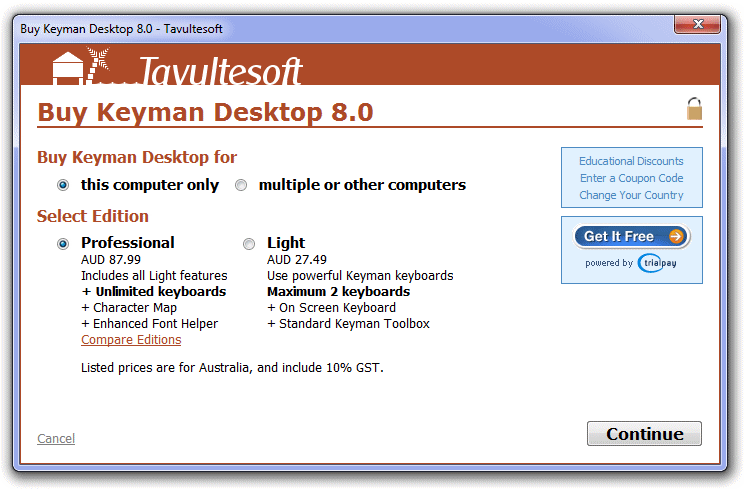 Buy Keyman Desktop 8.0 - Tavultesoft
Tavultesoft
Buy Keyman Desktop 8.0
Buy Keyman Desktop for
this computer only multiple or other computers
Educational Discounts
Enter a Coupon Code
Change Your Country
Get It Free
powered by trialpay
Select Edition
Professional
AUD 87.99
Includes all Light features
+ Unlimited keyboards
+ Character Map
+ Enhanced Font Helper
Compare Editions
Light
AUD 27.49
Use powerful Keyman keyboards
Maximum 2 keyboards
+ On Screen Keyboard
+ Standard Keyman Toolbox
Listed prices are for Australia, and include 10% GST.
Cancel
Continue